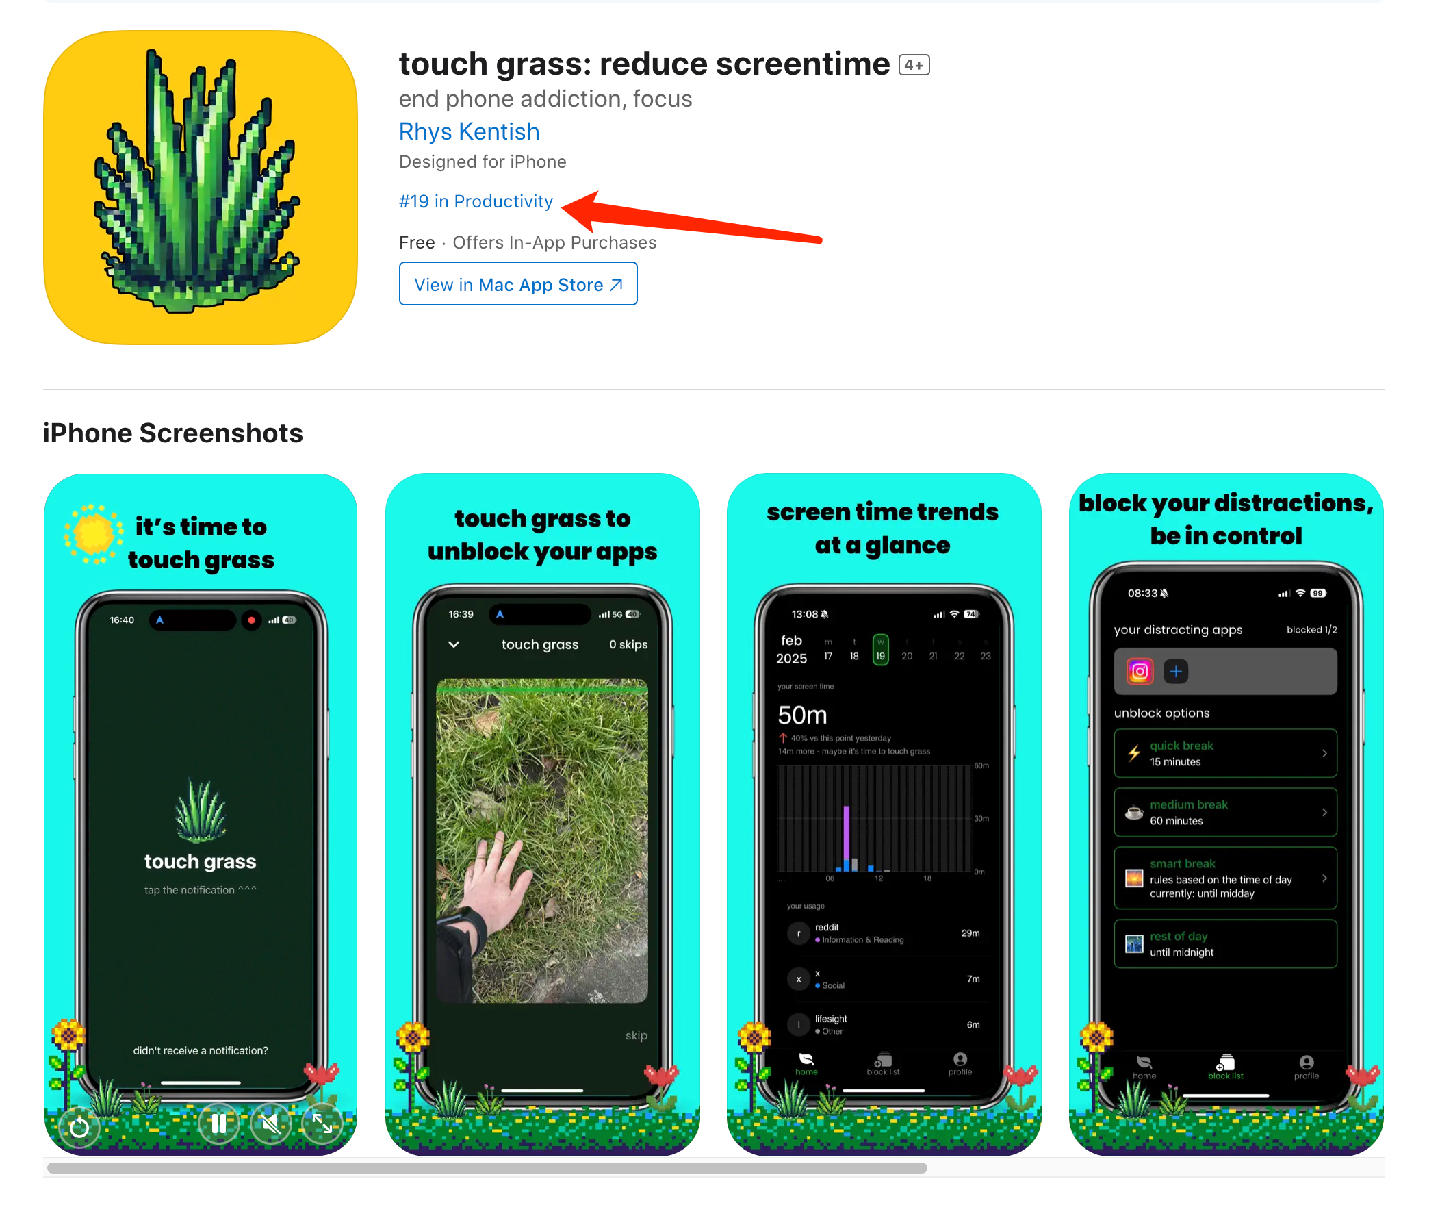 touch grass: reduce screentime 4+
end phone addiction, focus
Rhys Kentish
Designed for iPhone
#19 in Productivity
Free · Offers In-App Purchases
View in Mac App Store ↗
iPhone Screenshots
it's time to
touch grass
16:40
40
touch grass
tap the notification ^^^
didn't receive a notification?
touch grass to
unblock your apps
16:39
5G 40
touch grass
0 skips
skip
screen time trends
at a glance
13:08
74
feb
2025
m t w t f s s
17 18 19 20 21 22 23
your screen time
50m
↑ 40% vs this point yesterday
14m more - maybe it's time to touch grass
60m
30m
0m
... 06 12 18
your usage
r reddit 29m
Information & Reading
x x 7m
Social
l lifesight 6m
Other
home block list profile
block your distractions,
be in control
08:33
99
your distracting apps blocked 1/2
unblock options
quick break
15 minutes
medium break
60 minutes
smart break
rules based on the time of day
currently: until midday
rest of day
until midnight
home block list profile